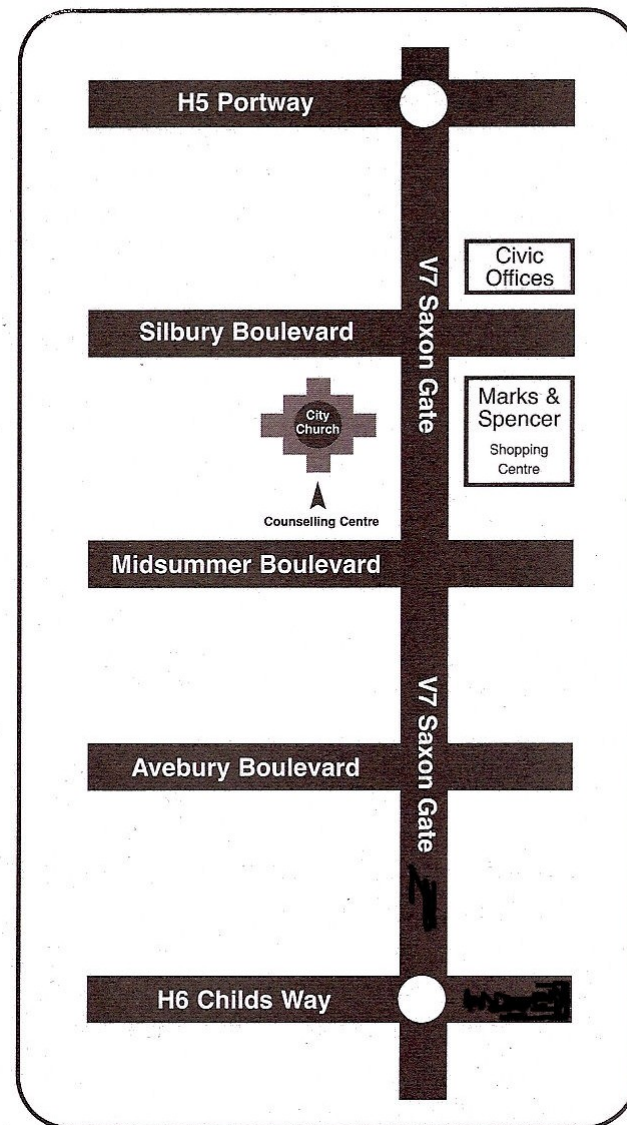 H5 Portway
V7 Saxon Gate
Civic
Offices
Silbury Boulevard
City
Church
Marks &
Spencer
Shopping
Centre
Counselling Centre
Midsummer Boulevard
V7 Saxon Gate
Avebury Boulevard
H6 Childs Way